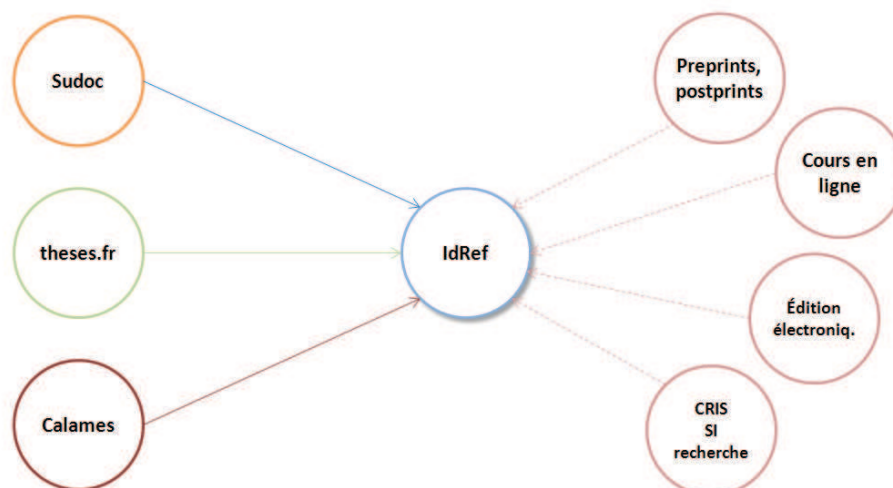 Sudoc
theses.fr
Calames
IdRef
Preprints,
postprints
Cours en
ligne
Édition
électroniq.
CRIS
SI
recherche